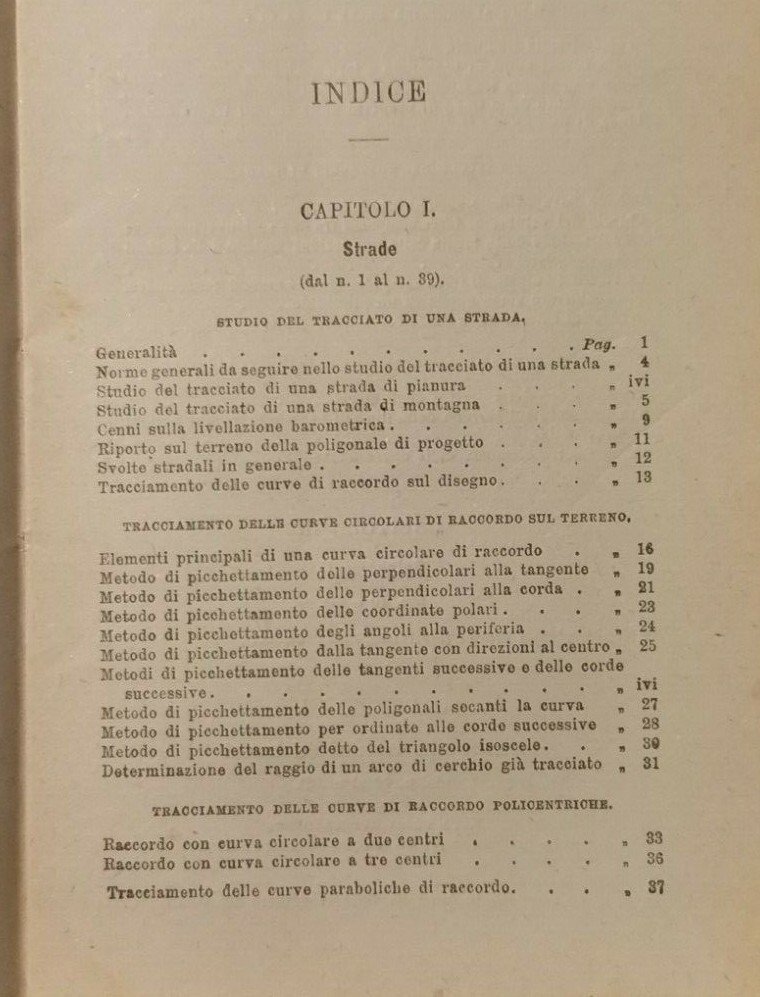 INDICE
CAPITOLO I.
Strade
(dal n. 1 al n. 39).
STUDIO DEL TRACCIATO DI UNA STRADA.
Generalità . . . . . . . . . . . Pag. 1
Norme generali da seguire nello studio del tracciato di una strada „ 4
Studio del tracciato di una strada di pianura . . . „ ivi
Studio del tracciato di una strada di montagna . . . „ 5
Cenni sulla livellazione barometrica . . . . . . „ 9
Riporto sul terreno della poligonale di progetto . . . „ 11
Svolte stradali in generale . . . . . . . . „ 12
Tracciamento delle curve di raccordo sul disegno . . . „ 13
TRACCIAMENTO DELLE CURVE CIRCOLARI DI RACCORDO SUL TERRENO.
Elementi principali di una curva circolare di raccordo . „ 16
Metodo di picchettamento delle perpendicolari alla tangente „ 19
Metodo di picchettamento delle perpendicolari alla corda . „ 21
Metodo di picchettamento delle coordinate polari . . . „ 23
Metodo di picchettamento degli angoli alla periferia . . „ 24
Metodo di picchettamento dalla tangente con direzioni al centro „ 25
Metodi di picchettamento delle tangenti successive e delle corde
successive . . . . . . . . . . . „ ivi
Metodo di picchettamento delle poligonali secanti la curva „ 27
Metodo di picchettamento per ordinate alle corde successive „ 28
Metodo di picchettamento detto del triangolo isoscele . . „ 30
Determinazione del raggio di un arco di cerchio già tracciato „ 31
TRACCIAMENTO DELLE CURVE DI RACCORDO POLICENTRICHE.
Raccordo con curva circolare a due centri . . . . „ 33
Raccordo con curva circolare a tre centri . . . . „ 36
Tracciamento delle curve paraboliche di raccordo . . . „ 37